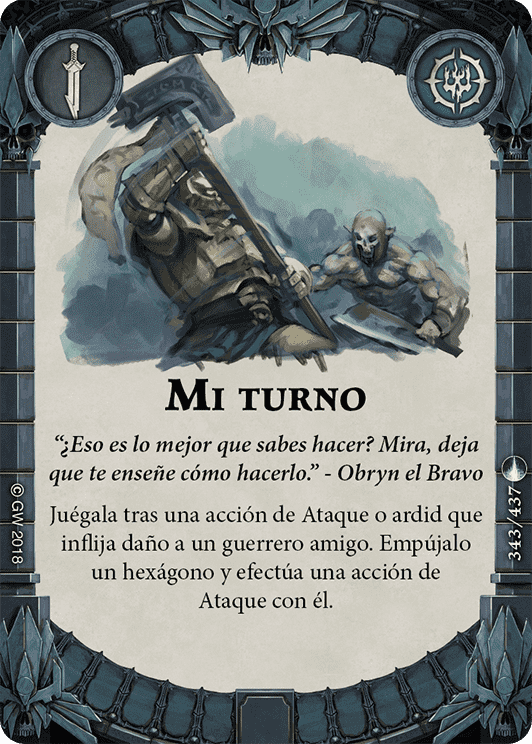 Mi turno
“¿Eso es lo mejor que sabes hacer? Mira, deja
que te enseñe cómo hacerlo.” - Obryn el Bravo
Juégala tras una acción de Ataque o ardid que
inflija daño a un guerrero amigo. Empújalo
un hexágono y efectúa una acción de
Ataque con él.
© GW 2018
343/437